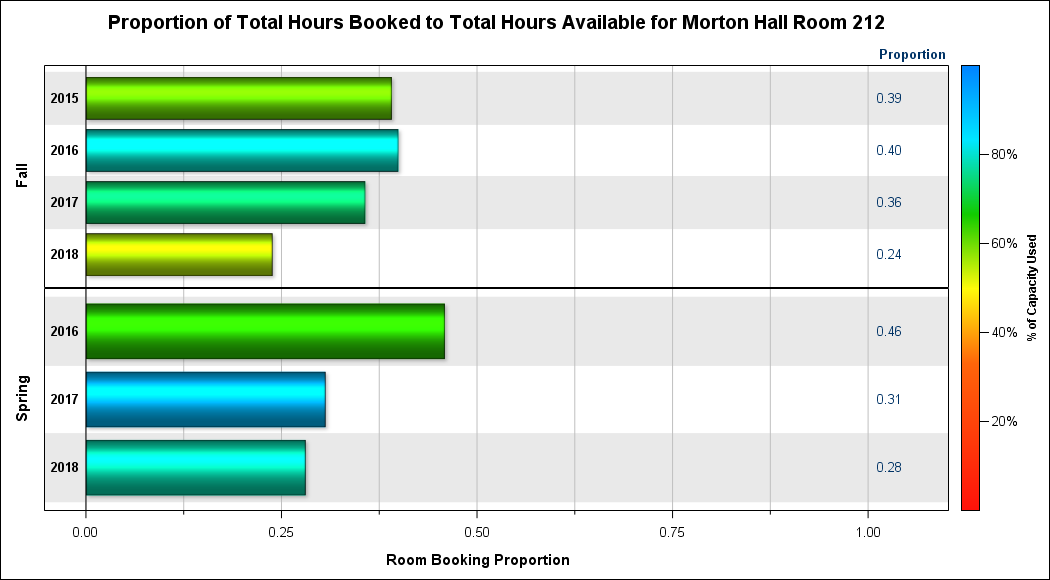 Proportion of Total Hours Booked to Total Hours Available for Morton Hall Room 212
Proportion
Fall
2015 0.39
2016 0.40
2017 0.36
2018 0.24
Spring
2016 0.46
2017 0.31
2018 0.28
0.00 0.25 0.50 0.75 1.00
Room Booking Proportion
80%
60%
40%
20%
% of Capacity Used